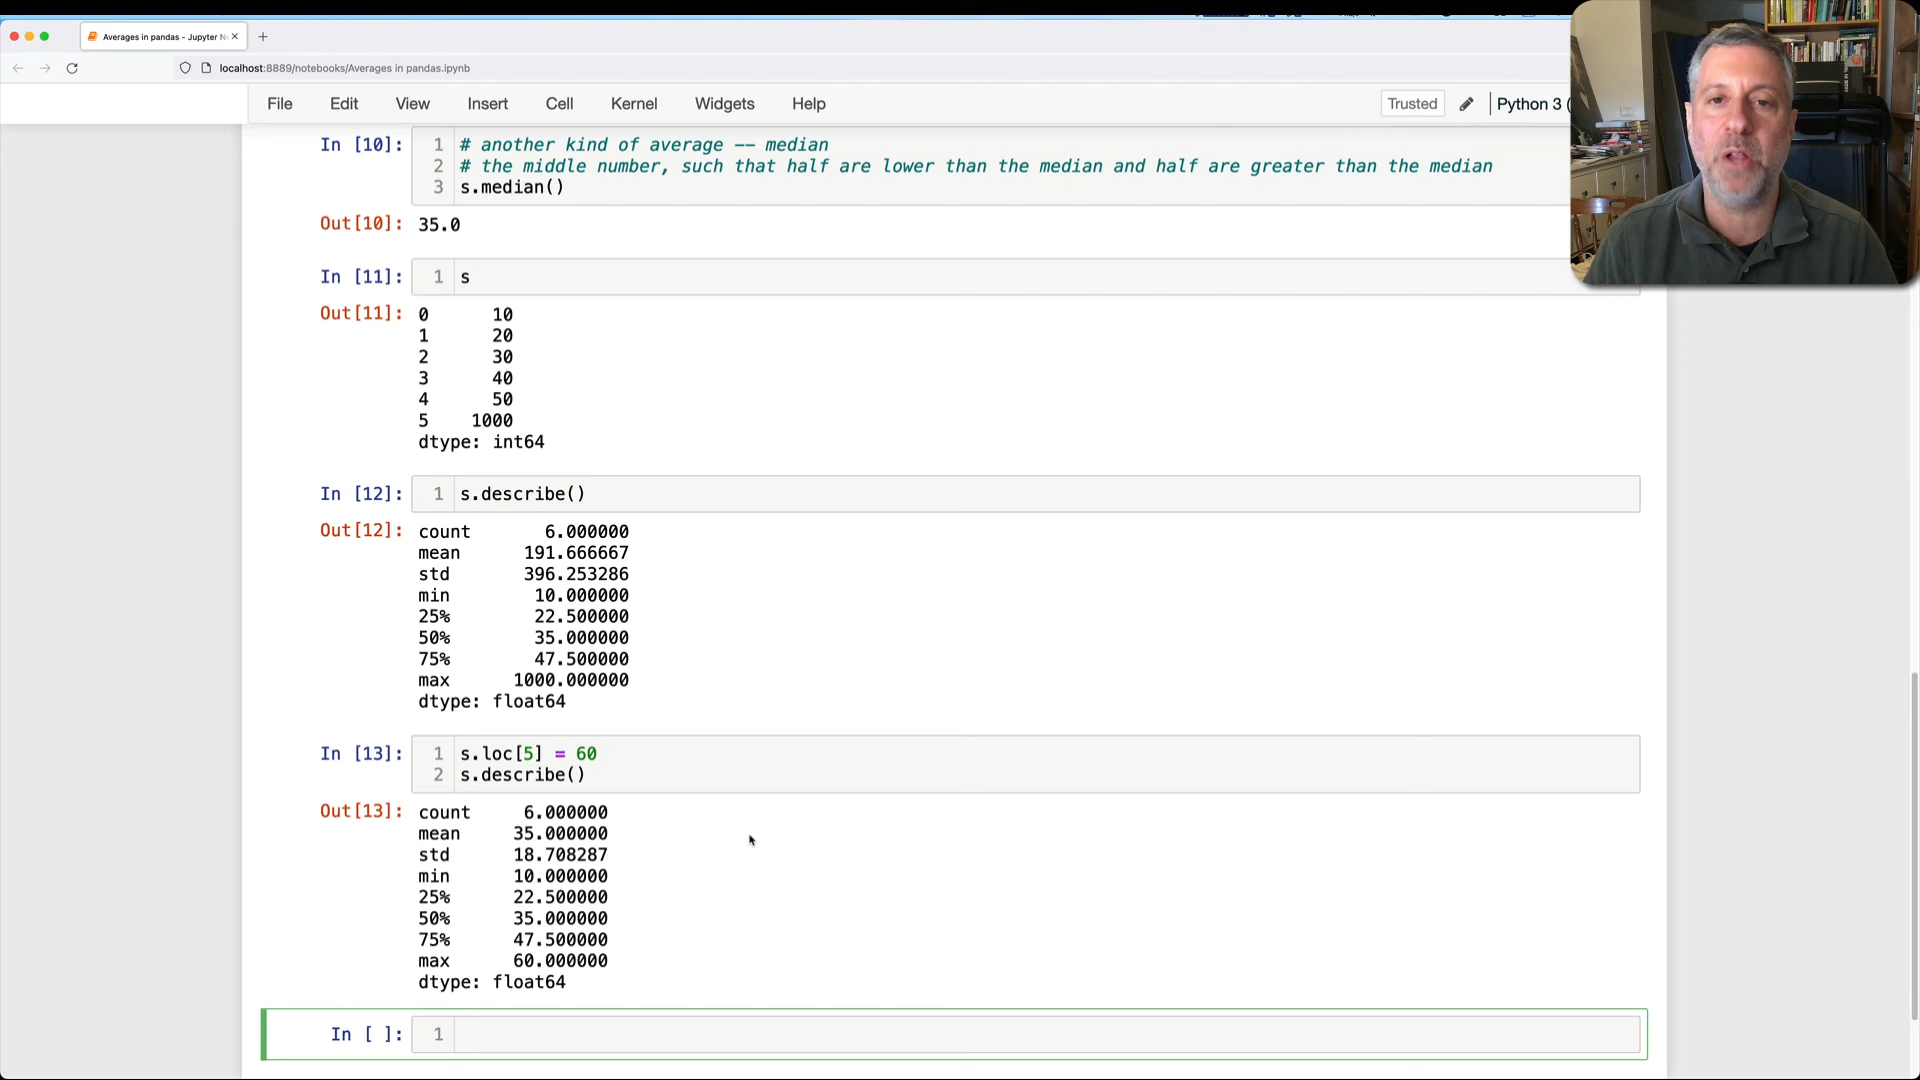 Averages in pandas - Jupyter
localhost:8889/notebooks/Averages in pandas.ipynb
File Edit View Insert Cell Kernel Widgets Help Trusted Python 3 (
In [10]: 1 # another kind of average -- median
2 # the middle number, such that half are lower than the median and half are greater than the median
3 s.median()
Out[10]: 35.0
In [11]: 1 s
Out[11]: 0 10
1 20
2 30
3 40
4 50
5 1000
dtype: int64
In [12]: 1 s.describe()
Out[12]: count 6.000000
mean 191.666667
std 396.253286
min 10.000000
25% 22.500000
50% 35.000000
75% 47.500000
max 1000.000000
dtype: float64
In [13]: 1 s.loc[5] = 60
2 s.describe()
Out[13]: count 6.000000
mean 35.000000
std 18.708287
min 10.000000
25% 22.500000
50% 35.000000
75% 47.500000
max 60.000000
dtype: float64
In [ ]: 1